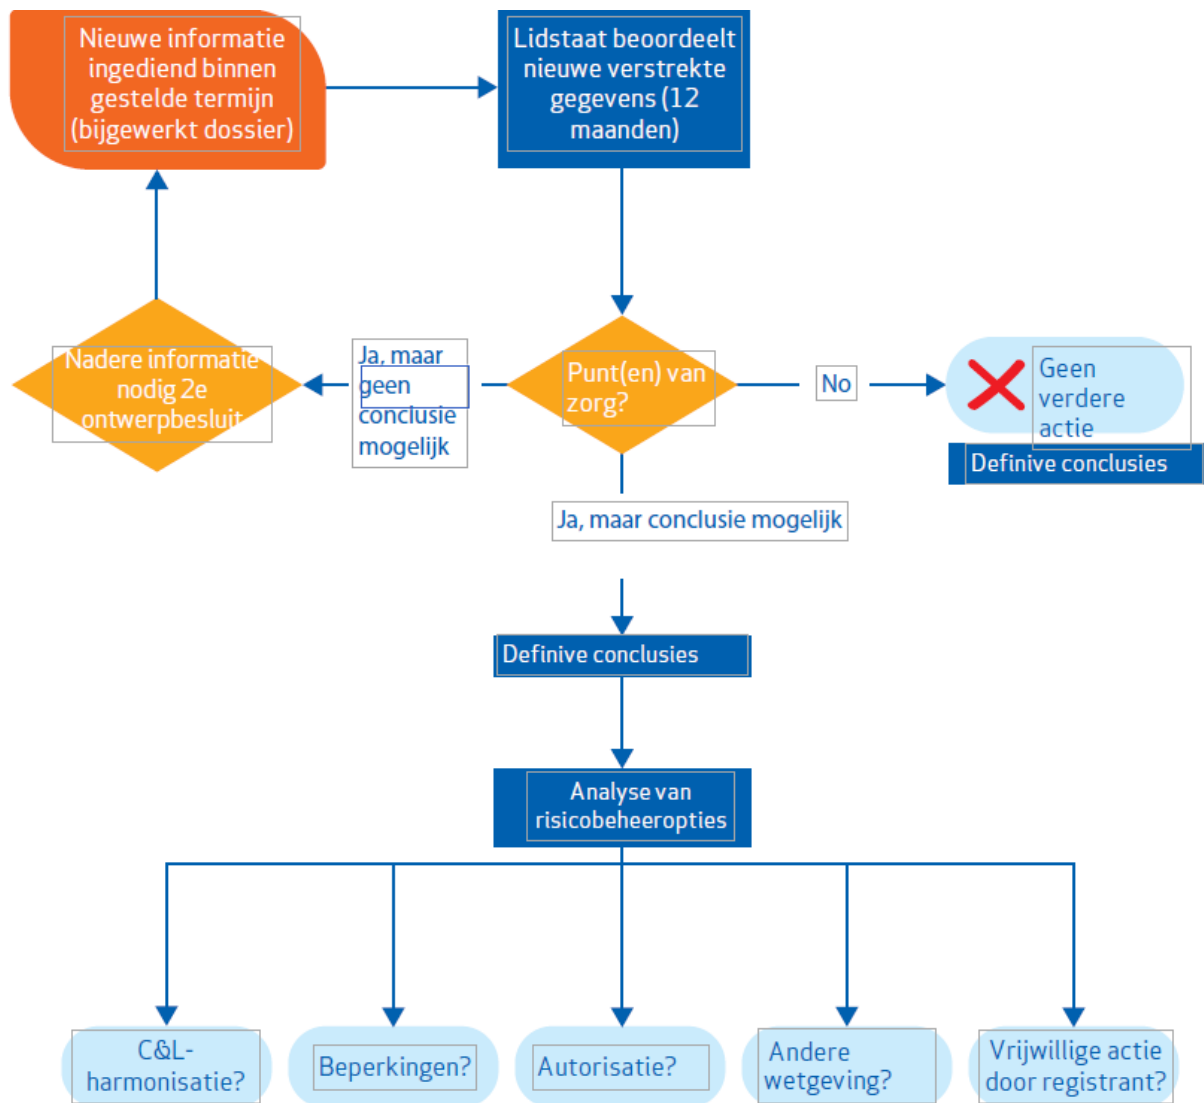 Nieuwe informatie
ingediend binnen
gestelde termijn
(bijgewerkt dossier)
Lidstaat beoordeelt
nieuwe verstrekte
gegevens (12
maanden)
Nadere informatie
nodig 2e
ontwerpbesluit
Ja, maar
geen
conclusie
mogelijk
Punt(en) van
zorg?
No
Geen
verdere
actie
Definive conclusies
Ja, maar conclusie mogelijk
Definive conclusies
Analyse van
risicobeheeropties
C&L-
harmonisatie?
Beperkingen?
Autorisatie?
Andere
wetgeving?
Vrijwillige actie
door registrant?